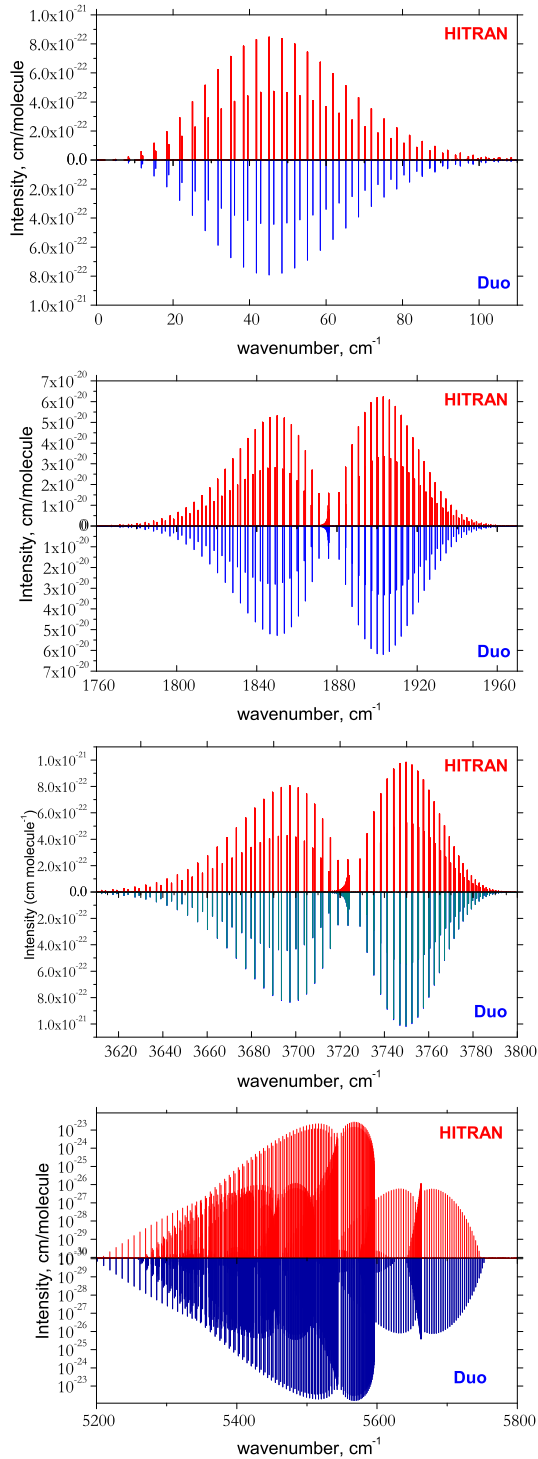 1.0x10-21
HITRAN
8.0x10-22
6.0x10-22
4.0x10-22
2.0x10-22
0.0
2.0x10-22
4.0x10-22
6.0x10-22
8.0x10-22
Duo
1.0x10-21
Intensity, cm/molecule
0 20 40 60 80 100
wavenumber, cm-1
7x10-20
HITRAN
6x10-20
5x10-20
4x10-20
3x10-20
2x10-20
1x10-20
0
1x10-20
2x10-20
3x10-20
4x10-20
5x10-20
6x10-20
Duo
7x10-20
Intensity, cm/molecule
1760 1800 1840 1880 1920 1960
wavenumber, cm-1
1.0x10-21
HITRAN
8.0x10-22
6.0x10-22
4.0x10-22
2.0x10-22
0.0
2.0x10-22
4.0x10-22
6.0x10-22
8.0x10-22
Duo
1.0x10-21
Intensity (cm molecule-1)
3620 3640 3660 3680 3700 3720 3740 3760 3780 3800
wavenumber, cm-1
10-23
HITRAN
10-24
10-25
10-26
10-27
10-28
10-29
10-30
10-29
10-28
10-27
10-26
10-25
10-24
Duo
10-23
Intensity, cm/molecule
5200 5400 5600 5800
wavenumber, cm-1